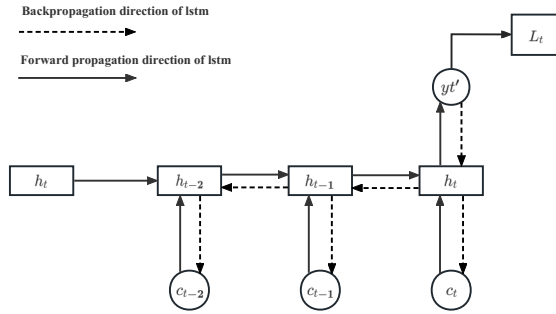 Backpropagation direction of lstm
Forward propagation direction of lstm
L_t
yt′
h_t
h_{t-2}
h_{t-1}
h_t
c_{t-2}
c_{t-1}
c_t